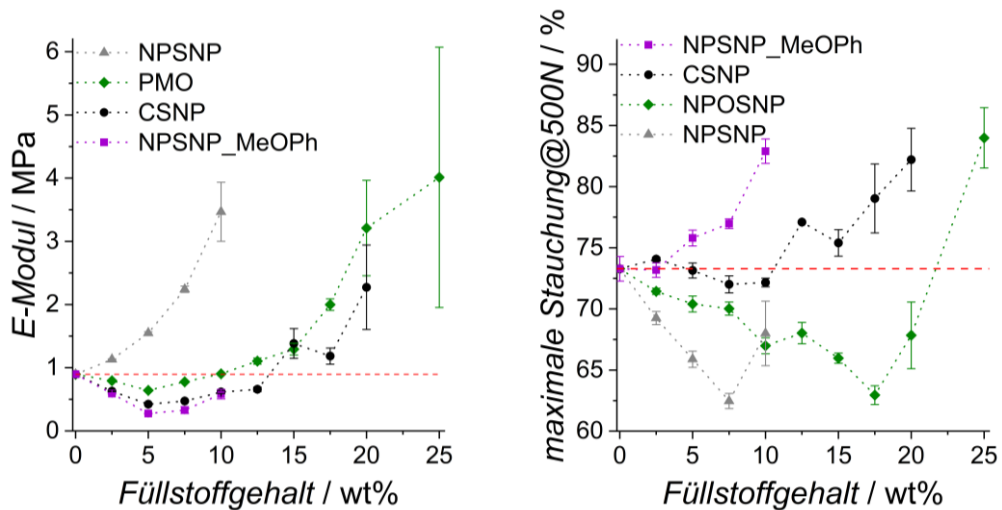 E-Modul / MPa
6
5
4
3
2
1
0
NPSNP
PMO
CSNP
NPSNP_MeOPh
0 5 10 15 20 25
Füllstoffgehalt / wt%
maximale Stauchung@500N / %
90
85
80
75
70
65
60
NPSNP_MeOPh
CSNP
NPOSNP
NPSNP
0 5 10 15 20 25
Füllstoffgehalt / wt%